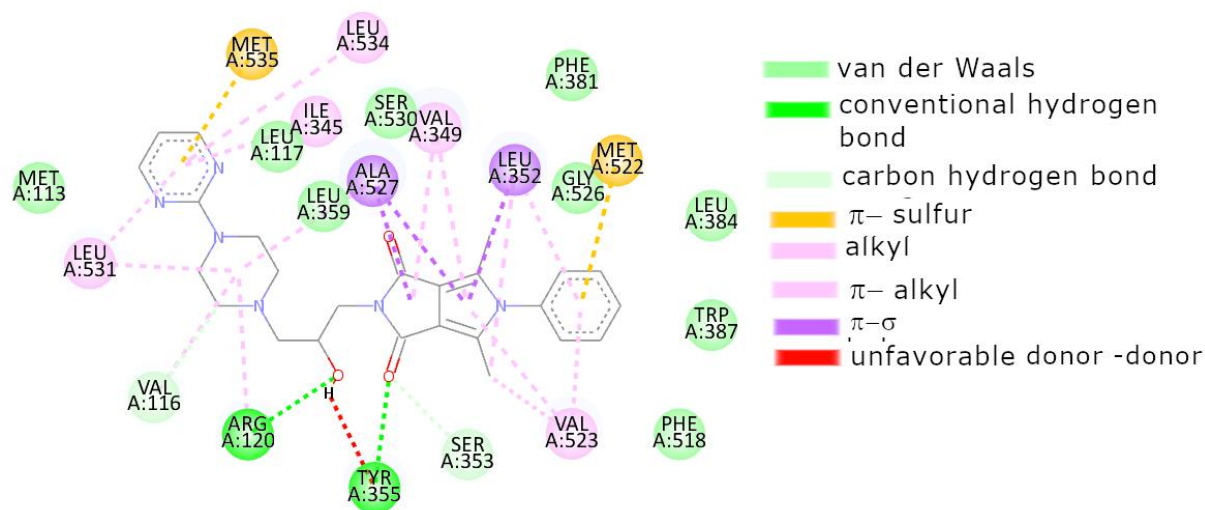 LEU
A:534
MET
A:535
PHE
A:381
SER
A:530
ILE
A:345
VAL
A:349
LEU
A:117
MET
A:522
LEU
A:352
ALA
A:527
GLY
A:526
MET
A:113
N
LEU
A:359
LEU
A:384
N
N
O
LEU
A:531
N
N
N
TRP
A:387
O
H
O
VAL
A:116
ARG
A:120
SER
A:353
VAL
A:523
PHE
A:518
TYR
A:355
van der Waals
conventional hydrogen
bond
carbon hydrogen bond
π– sulfur
alkyl
π– alkyl
π–σ
unfavorable donor -donor